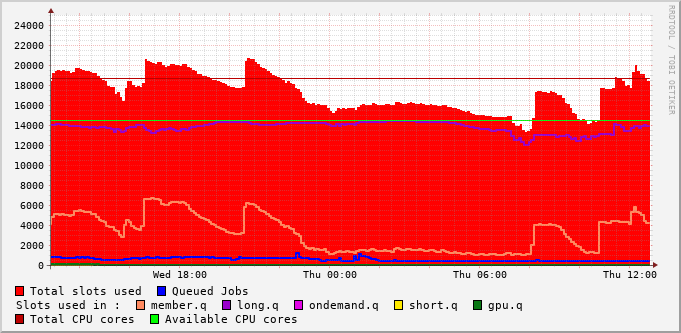 24000
22000
20000
18000
16000
14000
12000
10000
8000
6000
4000
2000
0
Wed 18:00 Thu 00:00 Thu 06:00 Thu 12:00
Total slots used Queued Jobs
Slots used in : member.q long.q ondemand.q short.q gpu.q
Total CPU cores Available CPU cores
RRDTOOL / TOBI OETIKER